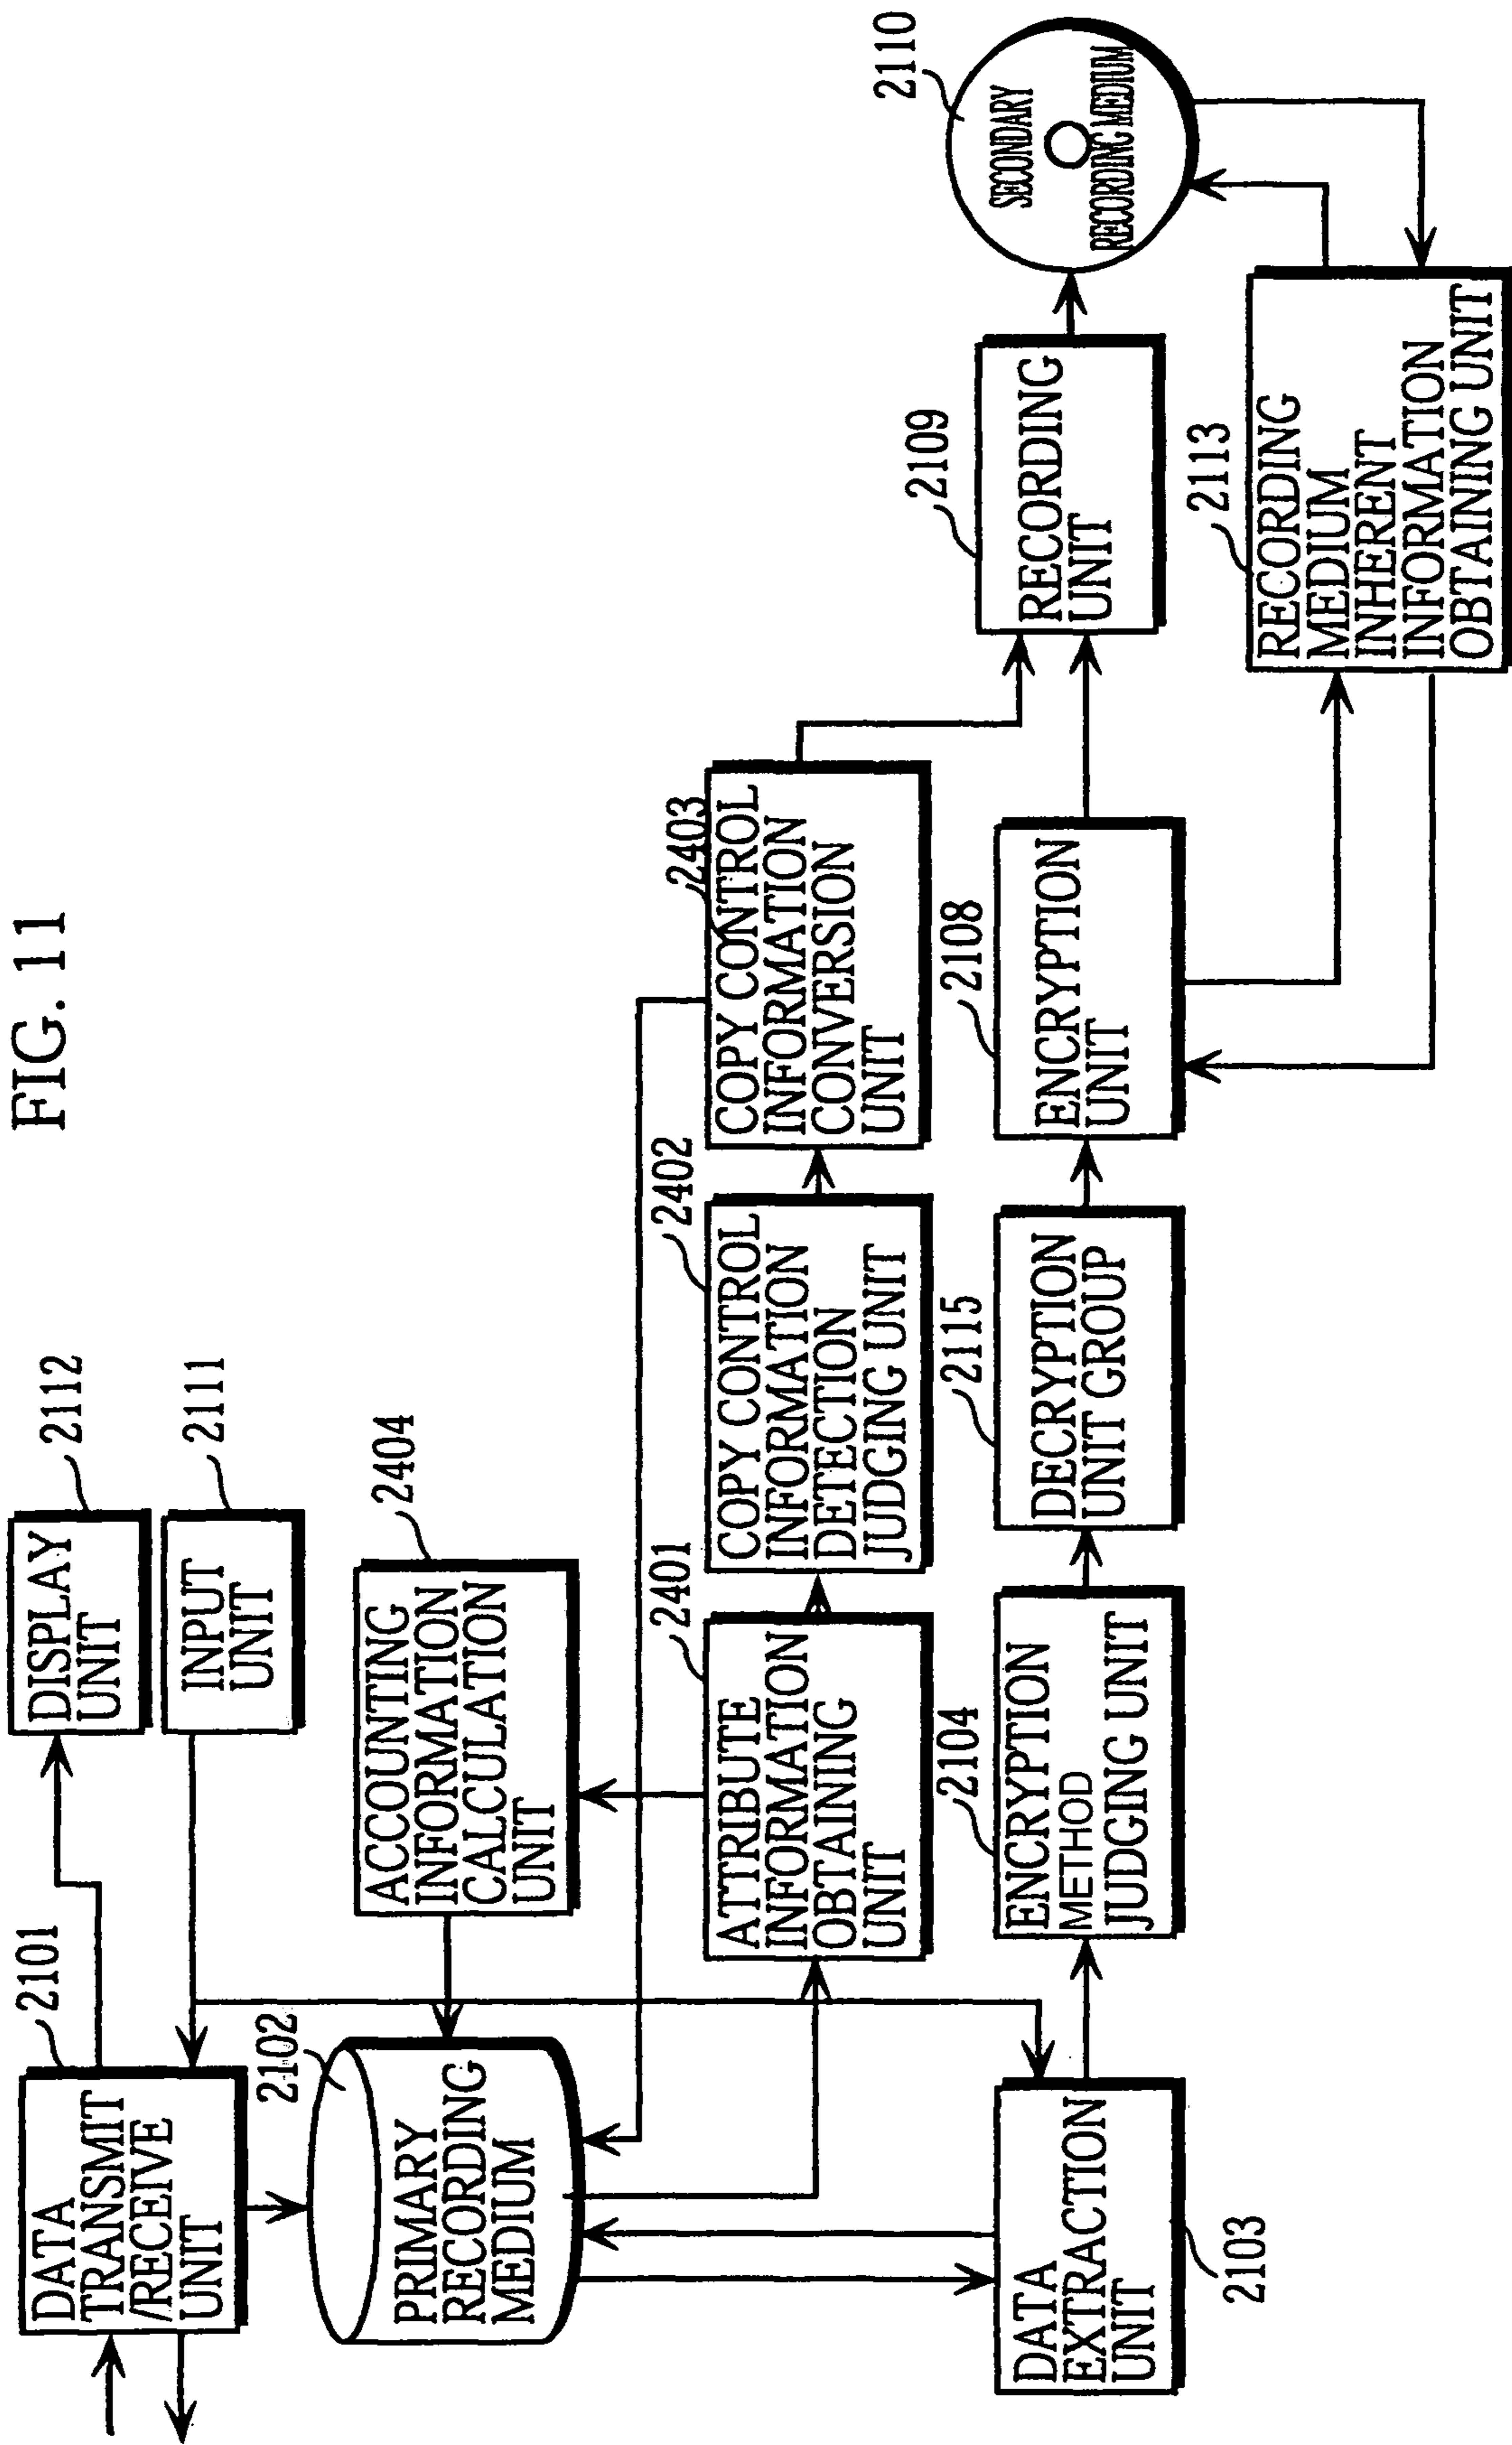 FIG. 11
2101
DATA
TRANSMIT
/RECEIVE
UNIT
2112
DISPLAY
UNIT
2111
INPUT
UNIT
2102
PRIMARY
RECORDING
MEDIUM
2404
ACCOUNTING
INFORMATION
CALCULATION
UNIT
2401
ATTRIBUTE
INFORMATION
OBTAINING
UNIT
2402
COPY CONTROL
INFORMATION
DETECTION
JUDGING UNIT
2403
COPY CONTROL
INFORMATION
CONVERSION
UNIT
2103
DATA
EXTRACTION
UNIT
2104
ENCRYPTION
METHOD
JUDGING UNIT
2115
DECRYPTION
UNIT GROUP
2108
ENCRYPTION
UNIT
2109
RECORDING
UNIT
2110
SECONDARY
RECORDING MEDIUM
2113
RECORDING
MEDIUM
INHERENT
INFORMATION
OBTAINING UNIT